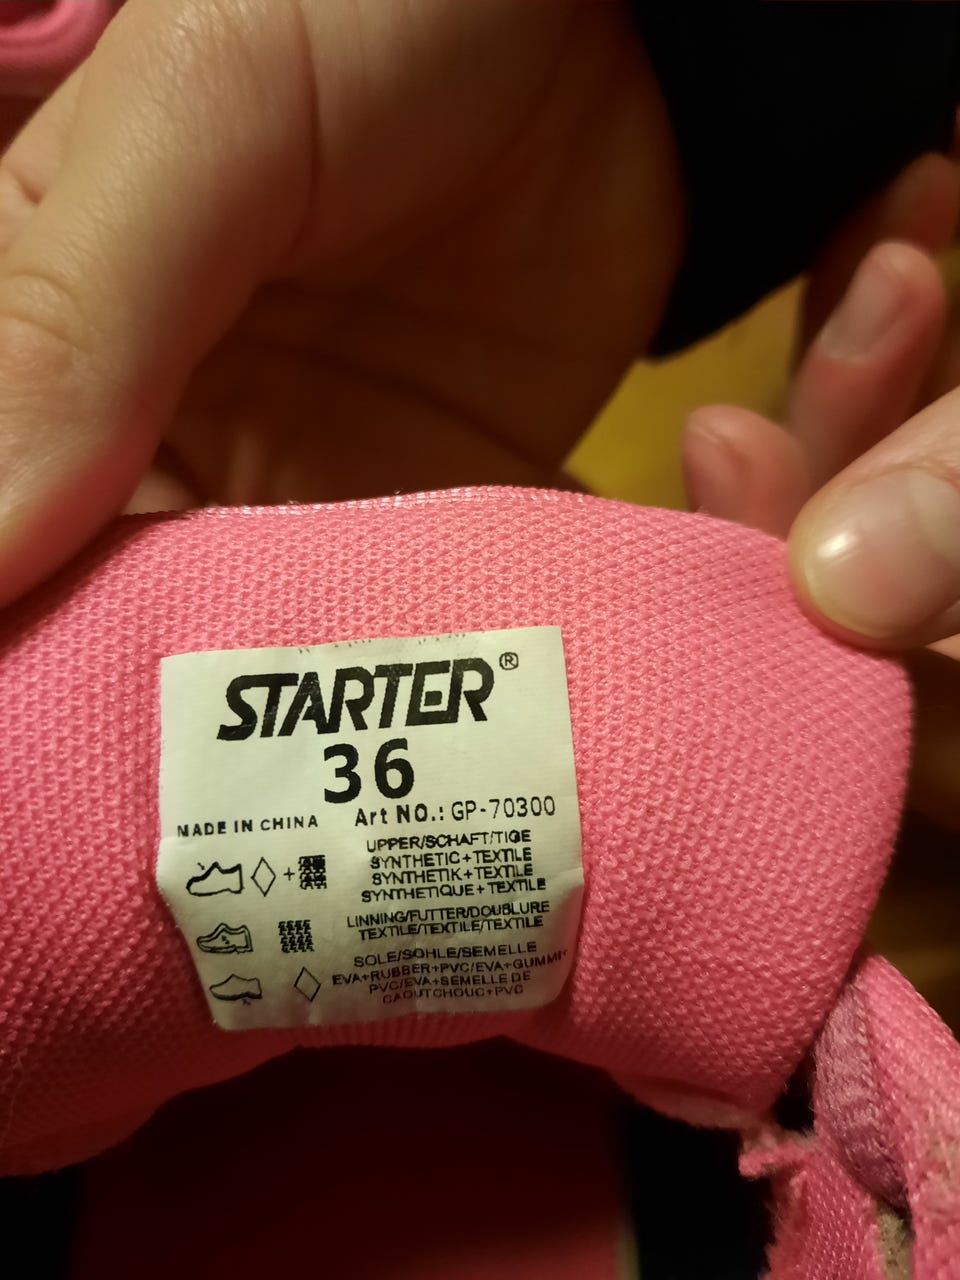 STARTER®
36
Art NO.: GP-70300
MADE IN CHINA
UPPER/SCHAFT/TIGE
SYNTHETIC+TEXTILE
SYNTHETIK+TEXTILE
SYNTHETIQUE+TEXTILE
+
LINNING/FUTTER/DOUBLURE
TEXTILE/TEXTILE/TEXTILE
SOLE/SOHLE/SEMELLE
EVA+RUBBER+PVC/EVA+GUMMI+
PVC/EVA+SEMELLE DE
CAOUTCHOUC+PVC